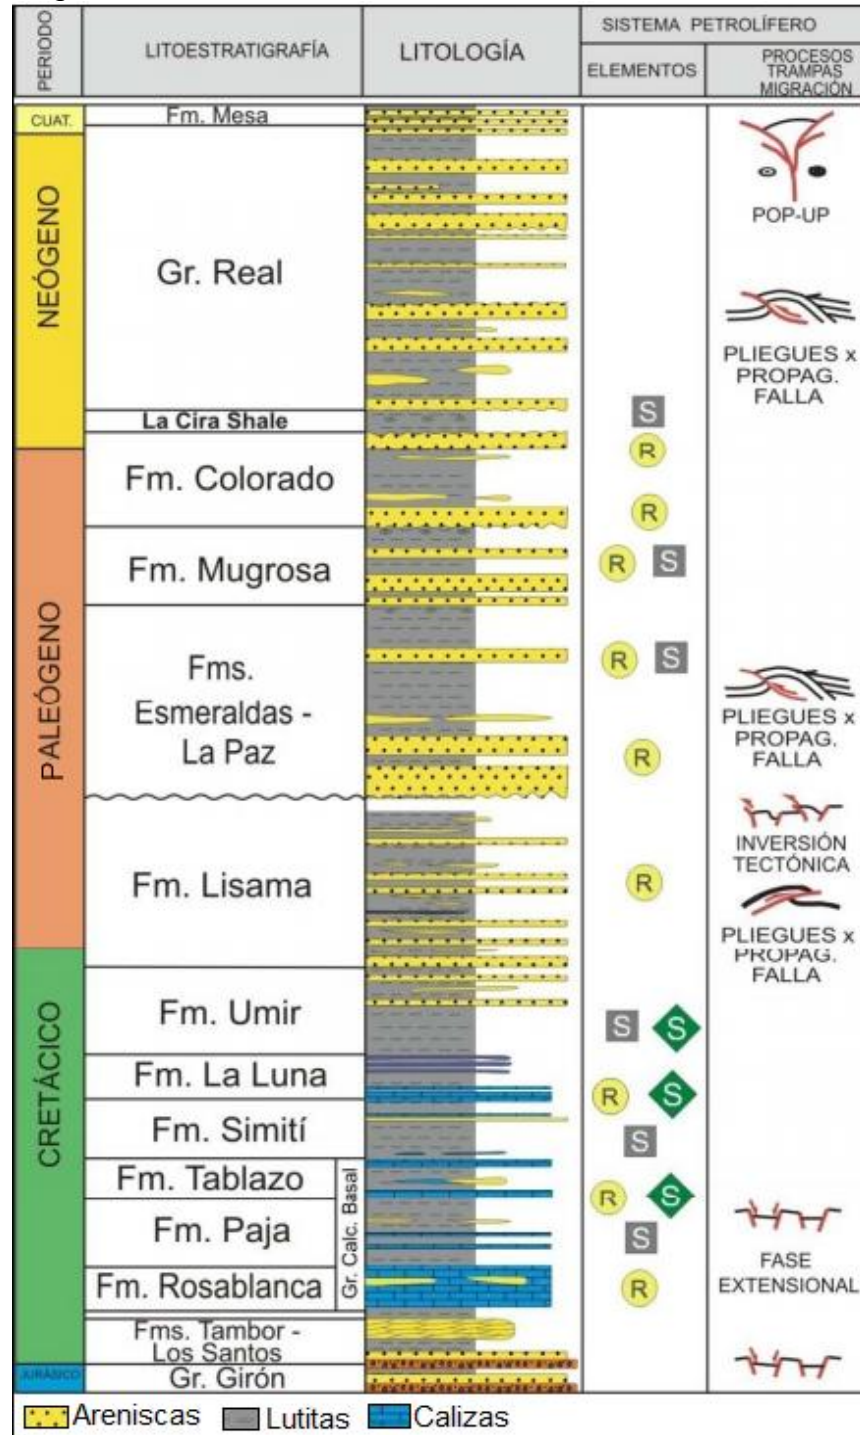 PERIODO
LITOESTRATIGRAFÍA
LITOLOGÍA
SISTEMA PETROLÍFERO
ELEMENTOS
PROCESOS
TRAMPAS
MIGRACIÓN
CUAT.
Fm. Mesa
POP-UP
NEÓGENO
Gr. Real
PLIEGUES x
PROPAG.
FALLA
La Cira Shale
S
R
PALEÓGENO
Fm. Colorado
R
Fm. Mugrosa
R S
Fms.
Esmeraldas -
La Paz
R S
R
PLIEGUES x
PROPAG.
FALLA
INVERSIÓN
TECTÓNICA
Fm. Lisama
R
PLIEGUES x
PROPAG.
FALLA
CRETÁCICO
Fm. Umir
S S
Fm. La Luna
R S
Fm. Simití
S
Gr. Calc. Basal
Fm. Tablazo
R S
Fm. Paja
S
FASE
EXTENSIONAL
Fm. Rosablanca
R
Fms. Tambor -
Los Santos
JURÁSICO
Gr. Girón
Areniscas Lutitas Calizas